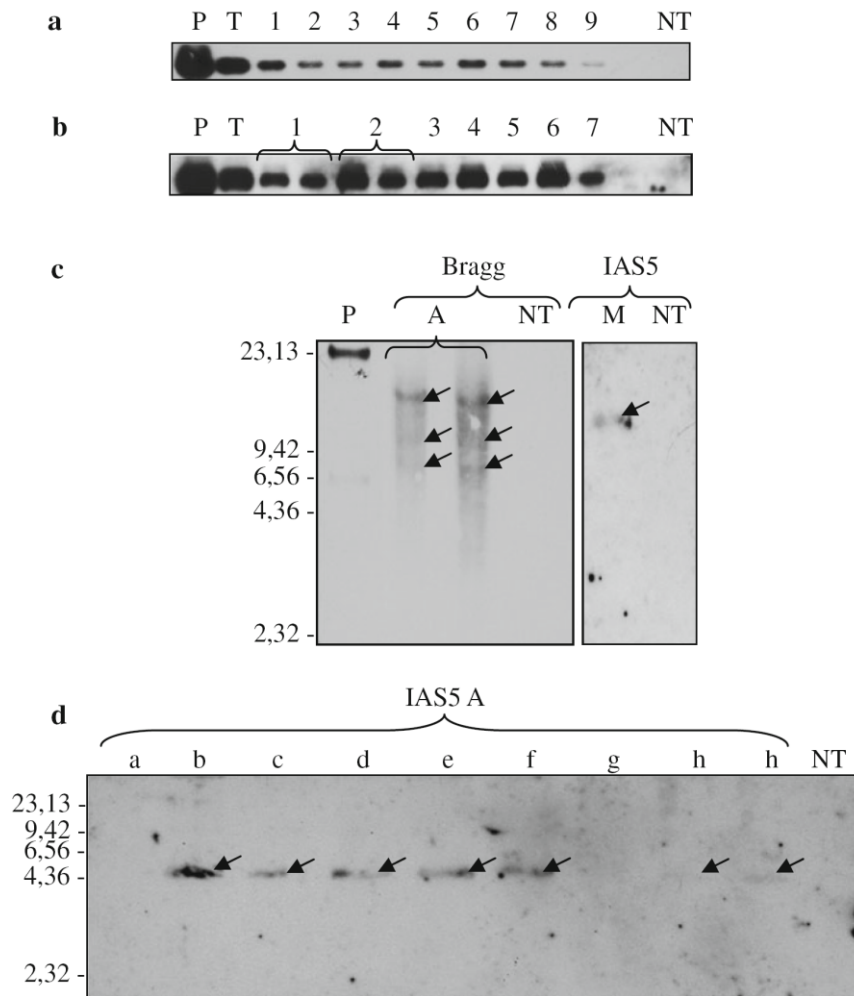 a P T 1 2 3 4 5 6 7 8 9 NT
b P T 1 2 3 4 5 6 7 NT
c Bragg IAS5
P A NT M NT
23,13 -
9,42 -
6,56 -
4,36 -
2,32 -
IAS5 A
d
a b c d e f g h h NT
23,13 -
9,42 -
6,56 -
4,36 -
2,32 -